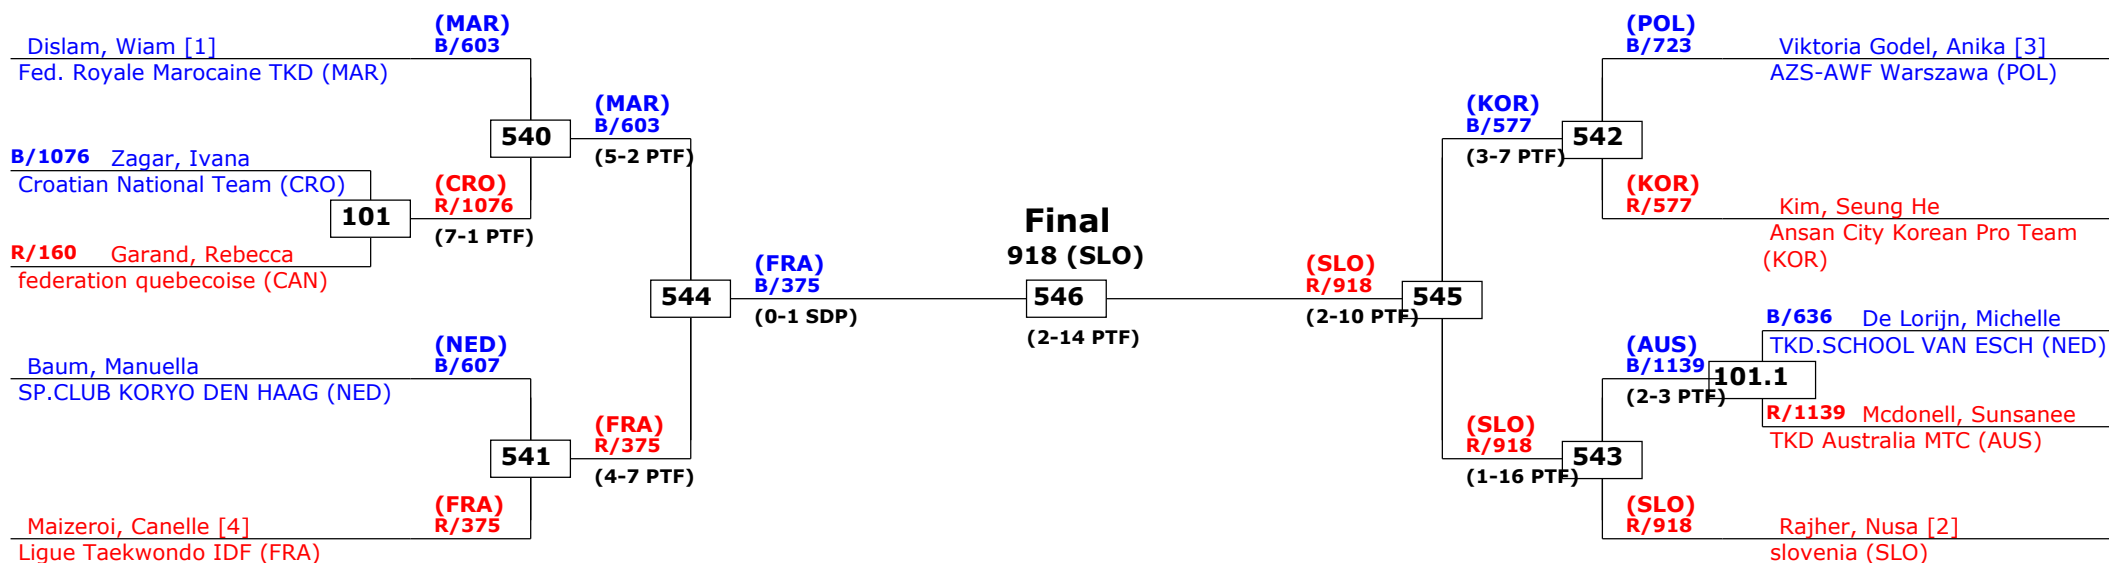 (MAR)
B/603
Dislam, Wiam [1]
Fed. Royale Marocaine TKD (MAR)
540
(MAR)
B/603
(5-2 PTF)
B/1076 Zagar, Ivana
Croatian National Team (CRO)
101
(CRO)
R/1076
(7-1 PTF)
R/160 Garand, Rebecca
federation quebecoise (CAN)
544
(FRA)
B/375
(0-1 SDP)
(NED)
B/607
Baum, Manuella
SP.CLUB KORYO DEN HAAG (NED)
541
(FRA)
R/375
(4-7 PTF)
(FRA)
R/375
Maizeroi, Canelle [4]
Ligue Taekwondo IDF (FRA)
Final
918 (SLO)
546
(2-14 PTF)
(SLO)
R/918
(2-10 PTF)
545
(POL)
B/723
Viktoria Godel, Anika [3]
AZS-AWF Warszawa (POL)
(KOR)
B/577
(3-7 PTF)
542
(KOR)
R/577
Kim, Seung He
Ansan City Korean Pro Team
(KOR)
B/636 De Lorijn, Michelle
TKD.SCHOOL VAN ESCH (NED)
(AUS)
B/1139
(2-3 PTF)
101.1
R/1139 Mcdonell, Sunsanee
TKD Australia MTC (AUS)
(SLO)
R/918
(1-16 PTF)
543
(SLO)
R/918
Rajher, Nusa [2]
slovenia (SLO)